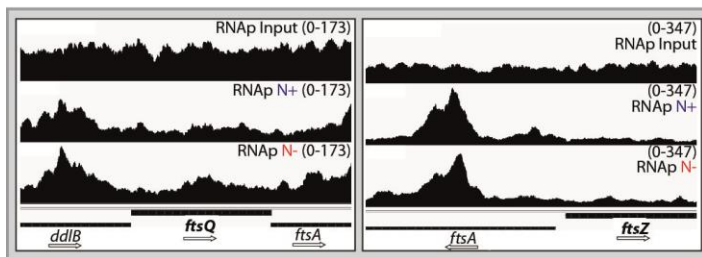 RNAp Input (0-173)
RNAp N+ (0-173)
RNAp N- (0-173)
ddlB
ftsQ
ftsA
(0-347)
RNAp Input
(0-347)
RNAp N+
(0-347)
RNAp N-
ftsA
ftsZ